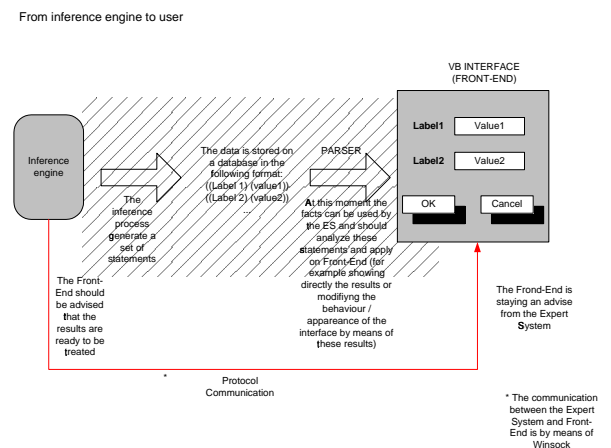 From inference engine to user
VB INTERFACE
(FRONT-END)
Label1
Value1
Label2
Value2
OK
Cancel
Inference
engine
The
inference
process
generate a
set of
statements
The data is stored on
a database in the
following format:
((Label 1) (value1))
((Label 2) (value2))
...
PARSER
At this moment the
facts can be used by
the ES and should
analyze these
statements and apply
on Front-End (for
example showing
directly the results or
modifiyng the
behaviour /
appareance of the
interface by means of
these results)
The Front-
End should
be advised
that the
results are
ready to be
treated
The Frond-End is
staying an advise
from the Expert
System
*
Protocol
Communication
* The communication
between the Expert
System and Front-
End is by means of
Winsock